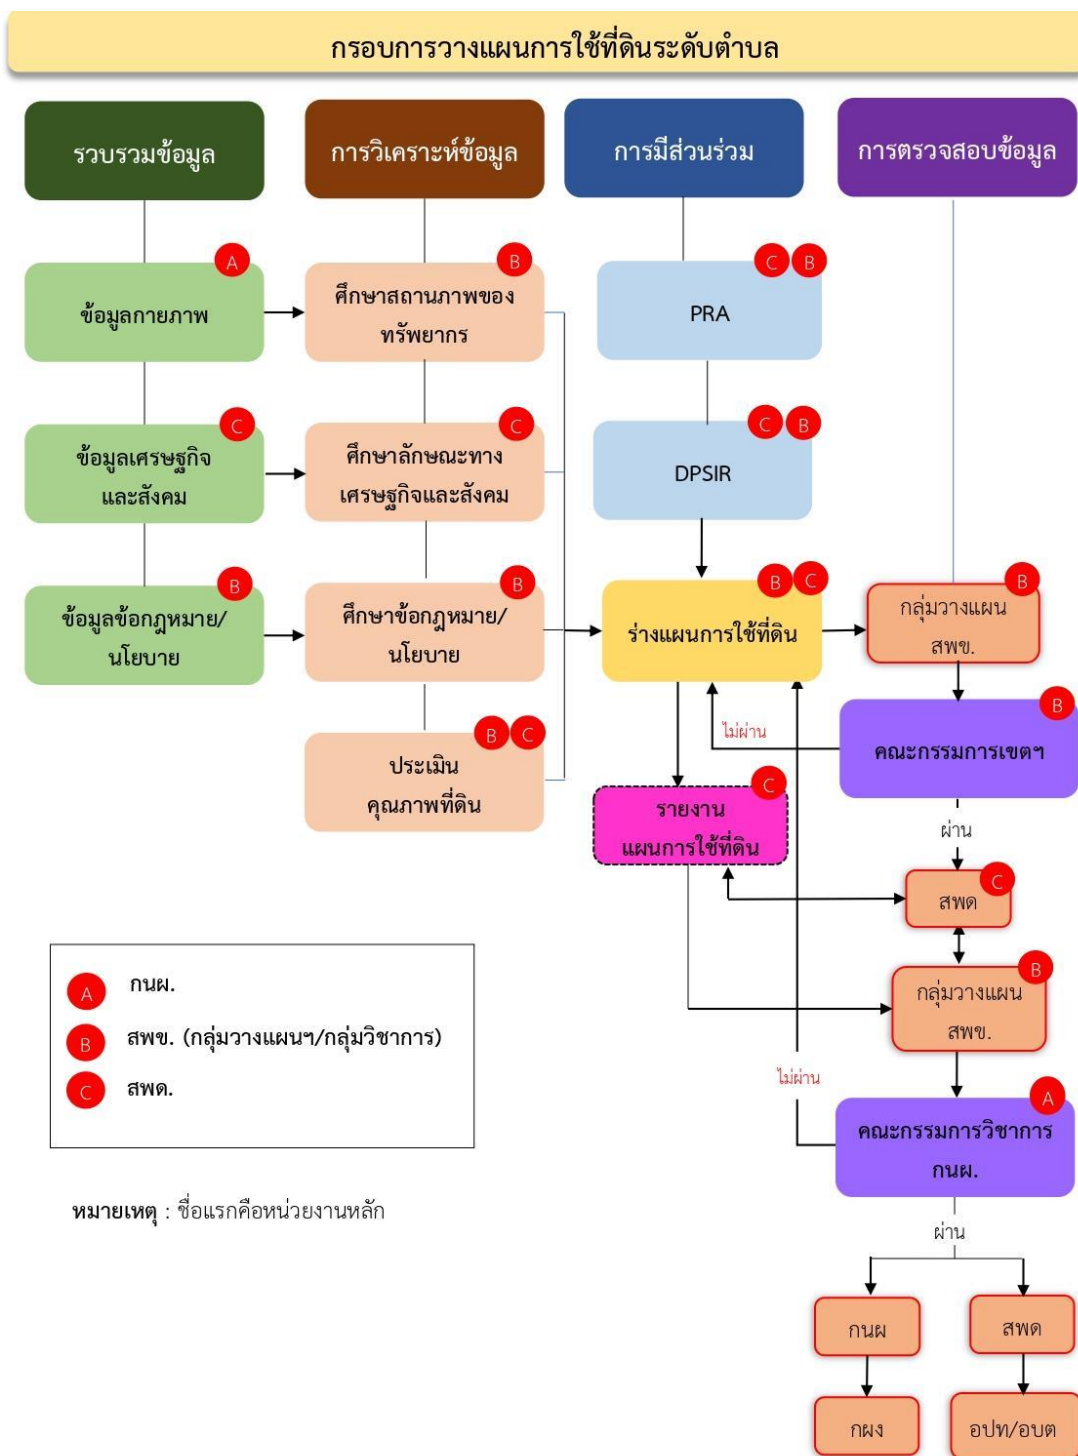 กรอบการวางแผนการใช้ที่ดินระดับตำบล
รวบรวมข้อมูล
การวิเคราะห์ข้อมูล
การมีส่วนร่วม
การตรวจสอบข้อมูล
A
ข้อมูลกายภาพ
B
ศึกษาสถานภาพของ
ทรัพยากร
C B
PRA
C
ข้อมูลเศรษฐกิจ
และสังคม
C
ศึกษาลักษณะทาง
เศรษฐกิจและสังคม
C B
DPSIR
B
ข้อมูลข้อกฎหมาย/
นโยบาย
B
ศึกษาข้อกฎหมาย/
นโยบาย
B C
ร่างแผนการใช้ที่ดิน
B
กลุ่มวางแผน
สพข.
B C
ประเมิน
คุณภาพที่ดิน
ไม่ผ่าน
B
คณะกรรมการเขตฯ
C
รายงาน
แผนการใช้ที่ดิน
ผ่าน
C
สพด
B
กลุ่มวางแผน
สพข.
ไม่ผ่าน
A
คณะกรรมการวิชาการ
กนผ.
ผ่าน
กนผ
สพด
กผง
อปท/อบต
A กนผ.
B สพข. (กลุ่มวางแผนฯ/กลุ่มวิชาการ)
C สพด.
หมายเหตุ : ชื่อแรกคือหน่วยงานหลัก